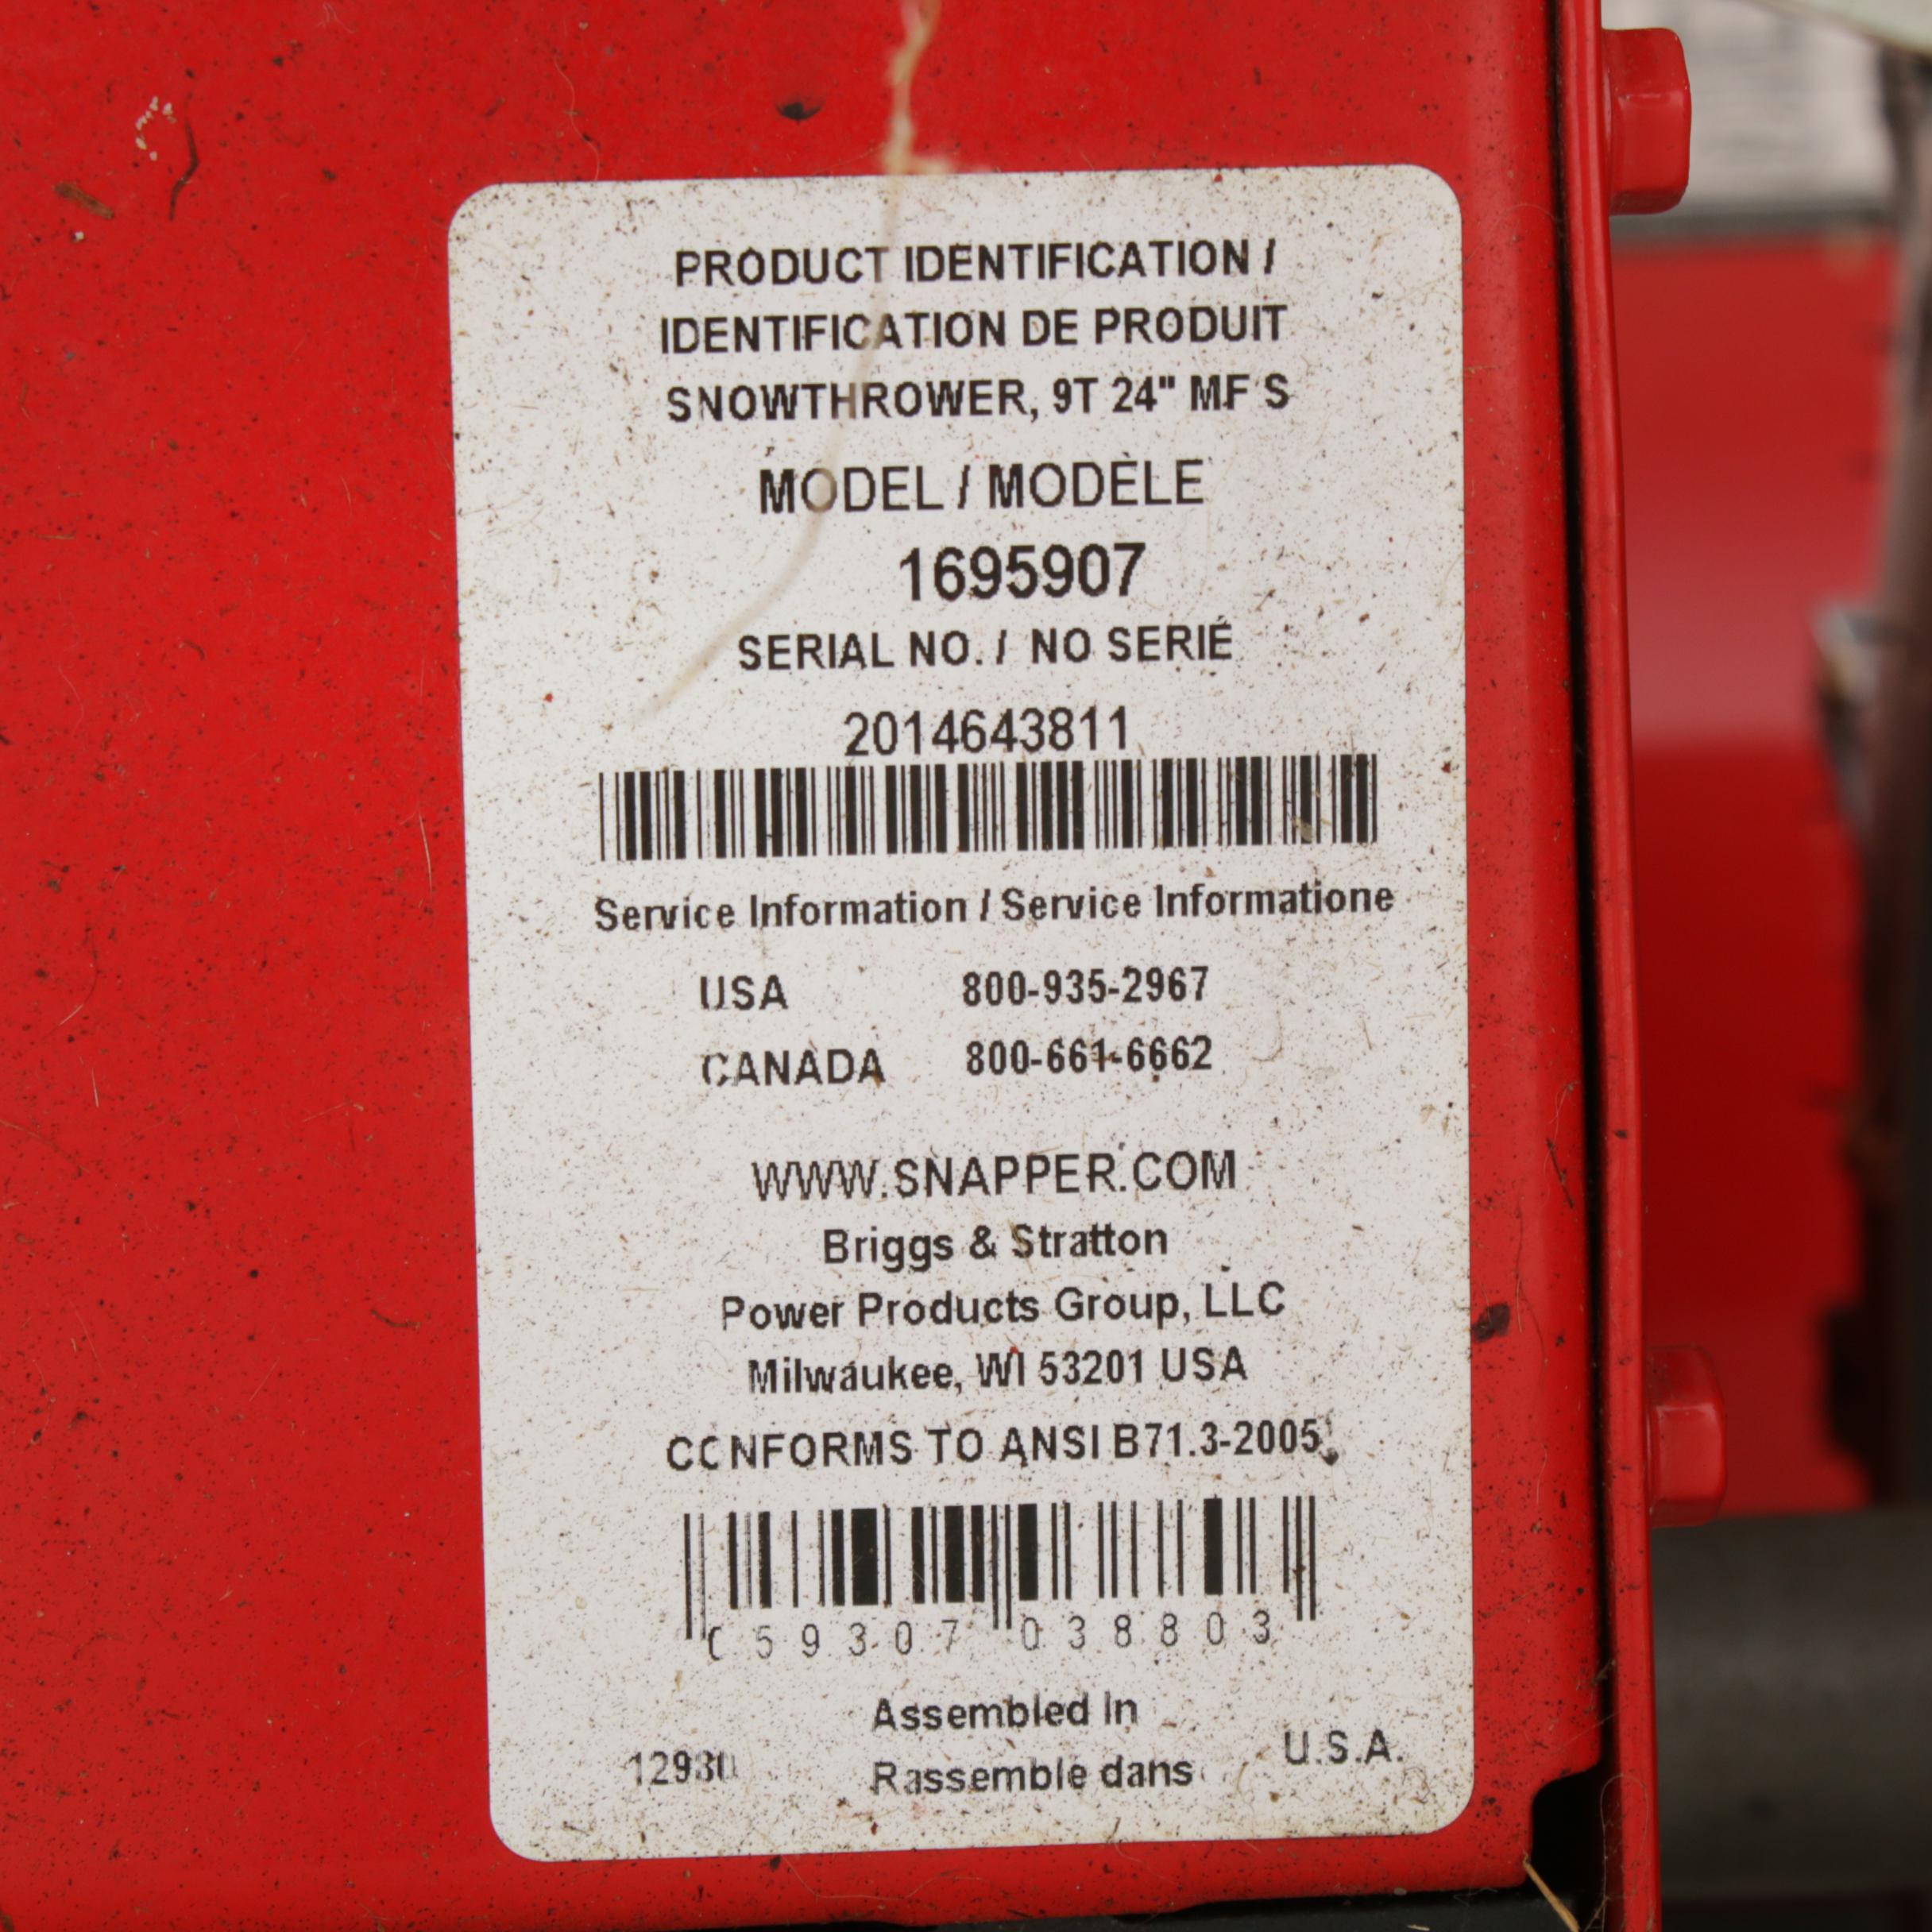 PRODUCT IDENTIFICATION /
IDENTIFICATION DE PRODUIT
SNOWTHROWER, 9T 24" MF S
MODEL / MODÈLE
1695907
SERIAL NO. / NO SERIÉ
2014643811
Service Information / Service Informatione
USA 800-935-2967
CANADA 800-661-6662
WWW.SNAPPER.COM
Briggs & Stratton
Power Products Group, LLC
Milwaukee, WI 53201 USA
CONFORMS TO ANSI B71.3-2005
0 59307 03880 3
Assembled In
Rassemble dans
U.S.A.